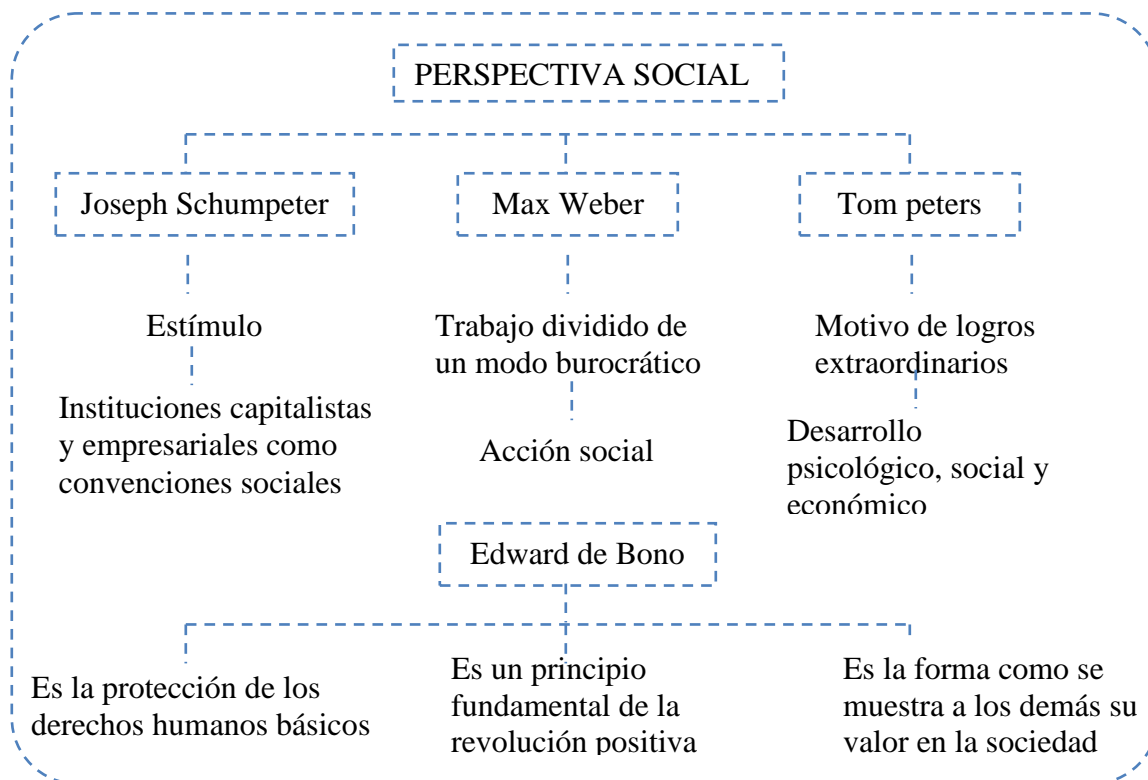 PERSPECTIVA SOCIAL
Joseph Schumpeter
Max Weber
Tom peters
Estímulo
Trabajo dividido de
un modo burocrático
Motivo de logros
extraordinarios
Instituciones capitalistas
y empresariales como
convenciones sociales
Acción social
Desarrollo
psicológico, social y
económico
Edward de Bono
Es la protección de los
derechos humanos básicos
Es un principio
fundamental de la
revolución positiva
Es la forma como se
muestra a los demás su
valor en la sociedad